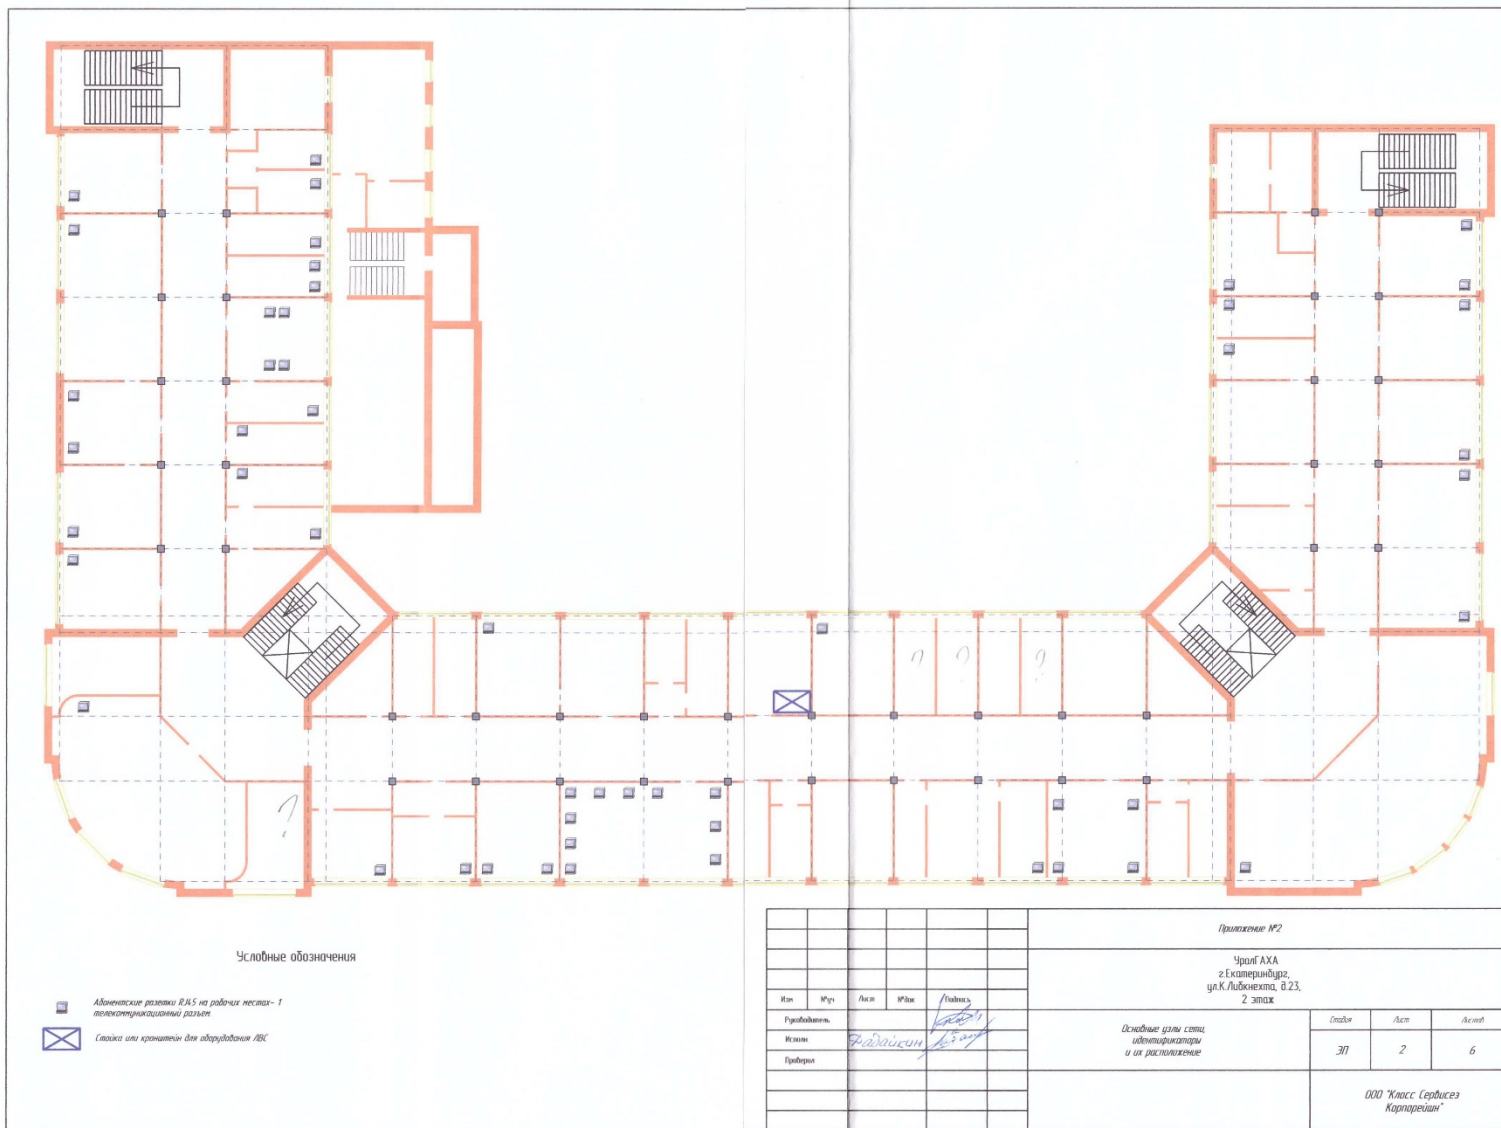 ?
?
?
?
Условные обозначения
Абонентские розетки RJ45 на рабочих местах- 1
телекоммуникационный разъем
Стойка или кронштейн для оборудования ЛВС
Приложение №2
УралГАХА
г.Екатеринбург,
ул.К.Либкнехта, д.23,
2 этаж
Изм №уч Лист №док Подпись
Руководитель
Исполн Фадайкин
Проверил
Основные узлы сети,
идентификаторы
и их расположение
Стадия Лист Листов
ЭП 2 6
ООО "Класс Сервисез
Корпорейшн"